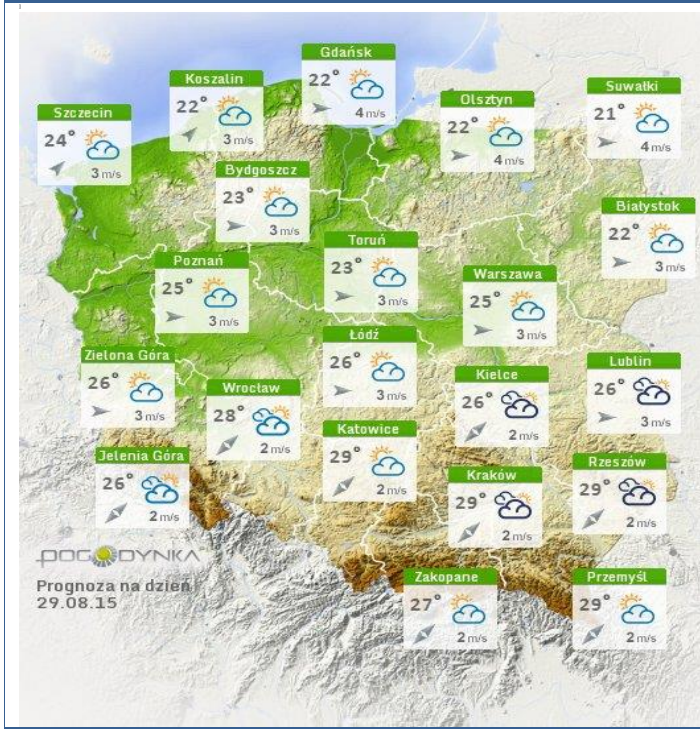 Gdańsk
22°
4 m/s
Koszalin
22°
3 m/s
Suwałki
21°
4 m/s
Olsztyn
22°
4 m/s
Szczecin
24°
3 m/s
Bydgoszcz
23°
3 m/s
Białystok
22°
3 m/s
Toruń
23°
3 m/s
Poznań
25°
3 m/s
Warszawa
25°
3 m/s
Łódź
26°
3 m/s
Zielona Góra
26°
3 m/s
Lublin
26°
3 m/s
Kielce
26°
2 m/s
Wrocław
28°
2 m/s
Katowice
29°
2 m/s
Jelenia Góra
26°
2 m/s
Rzeszów
29°
2 m/s
Kraków
29°
2 m/s
POGODYNKA
Prognoza na dzień
29.08.15
Zakopane
27°
2 m/s
Przemyśl
29°
2 m/s